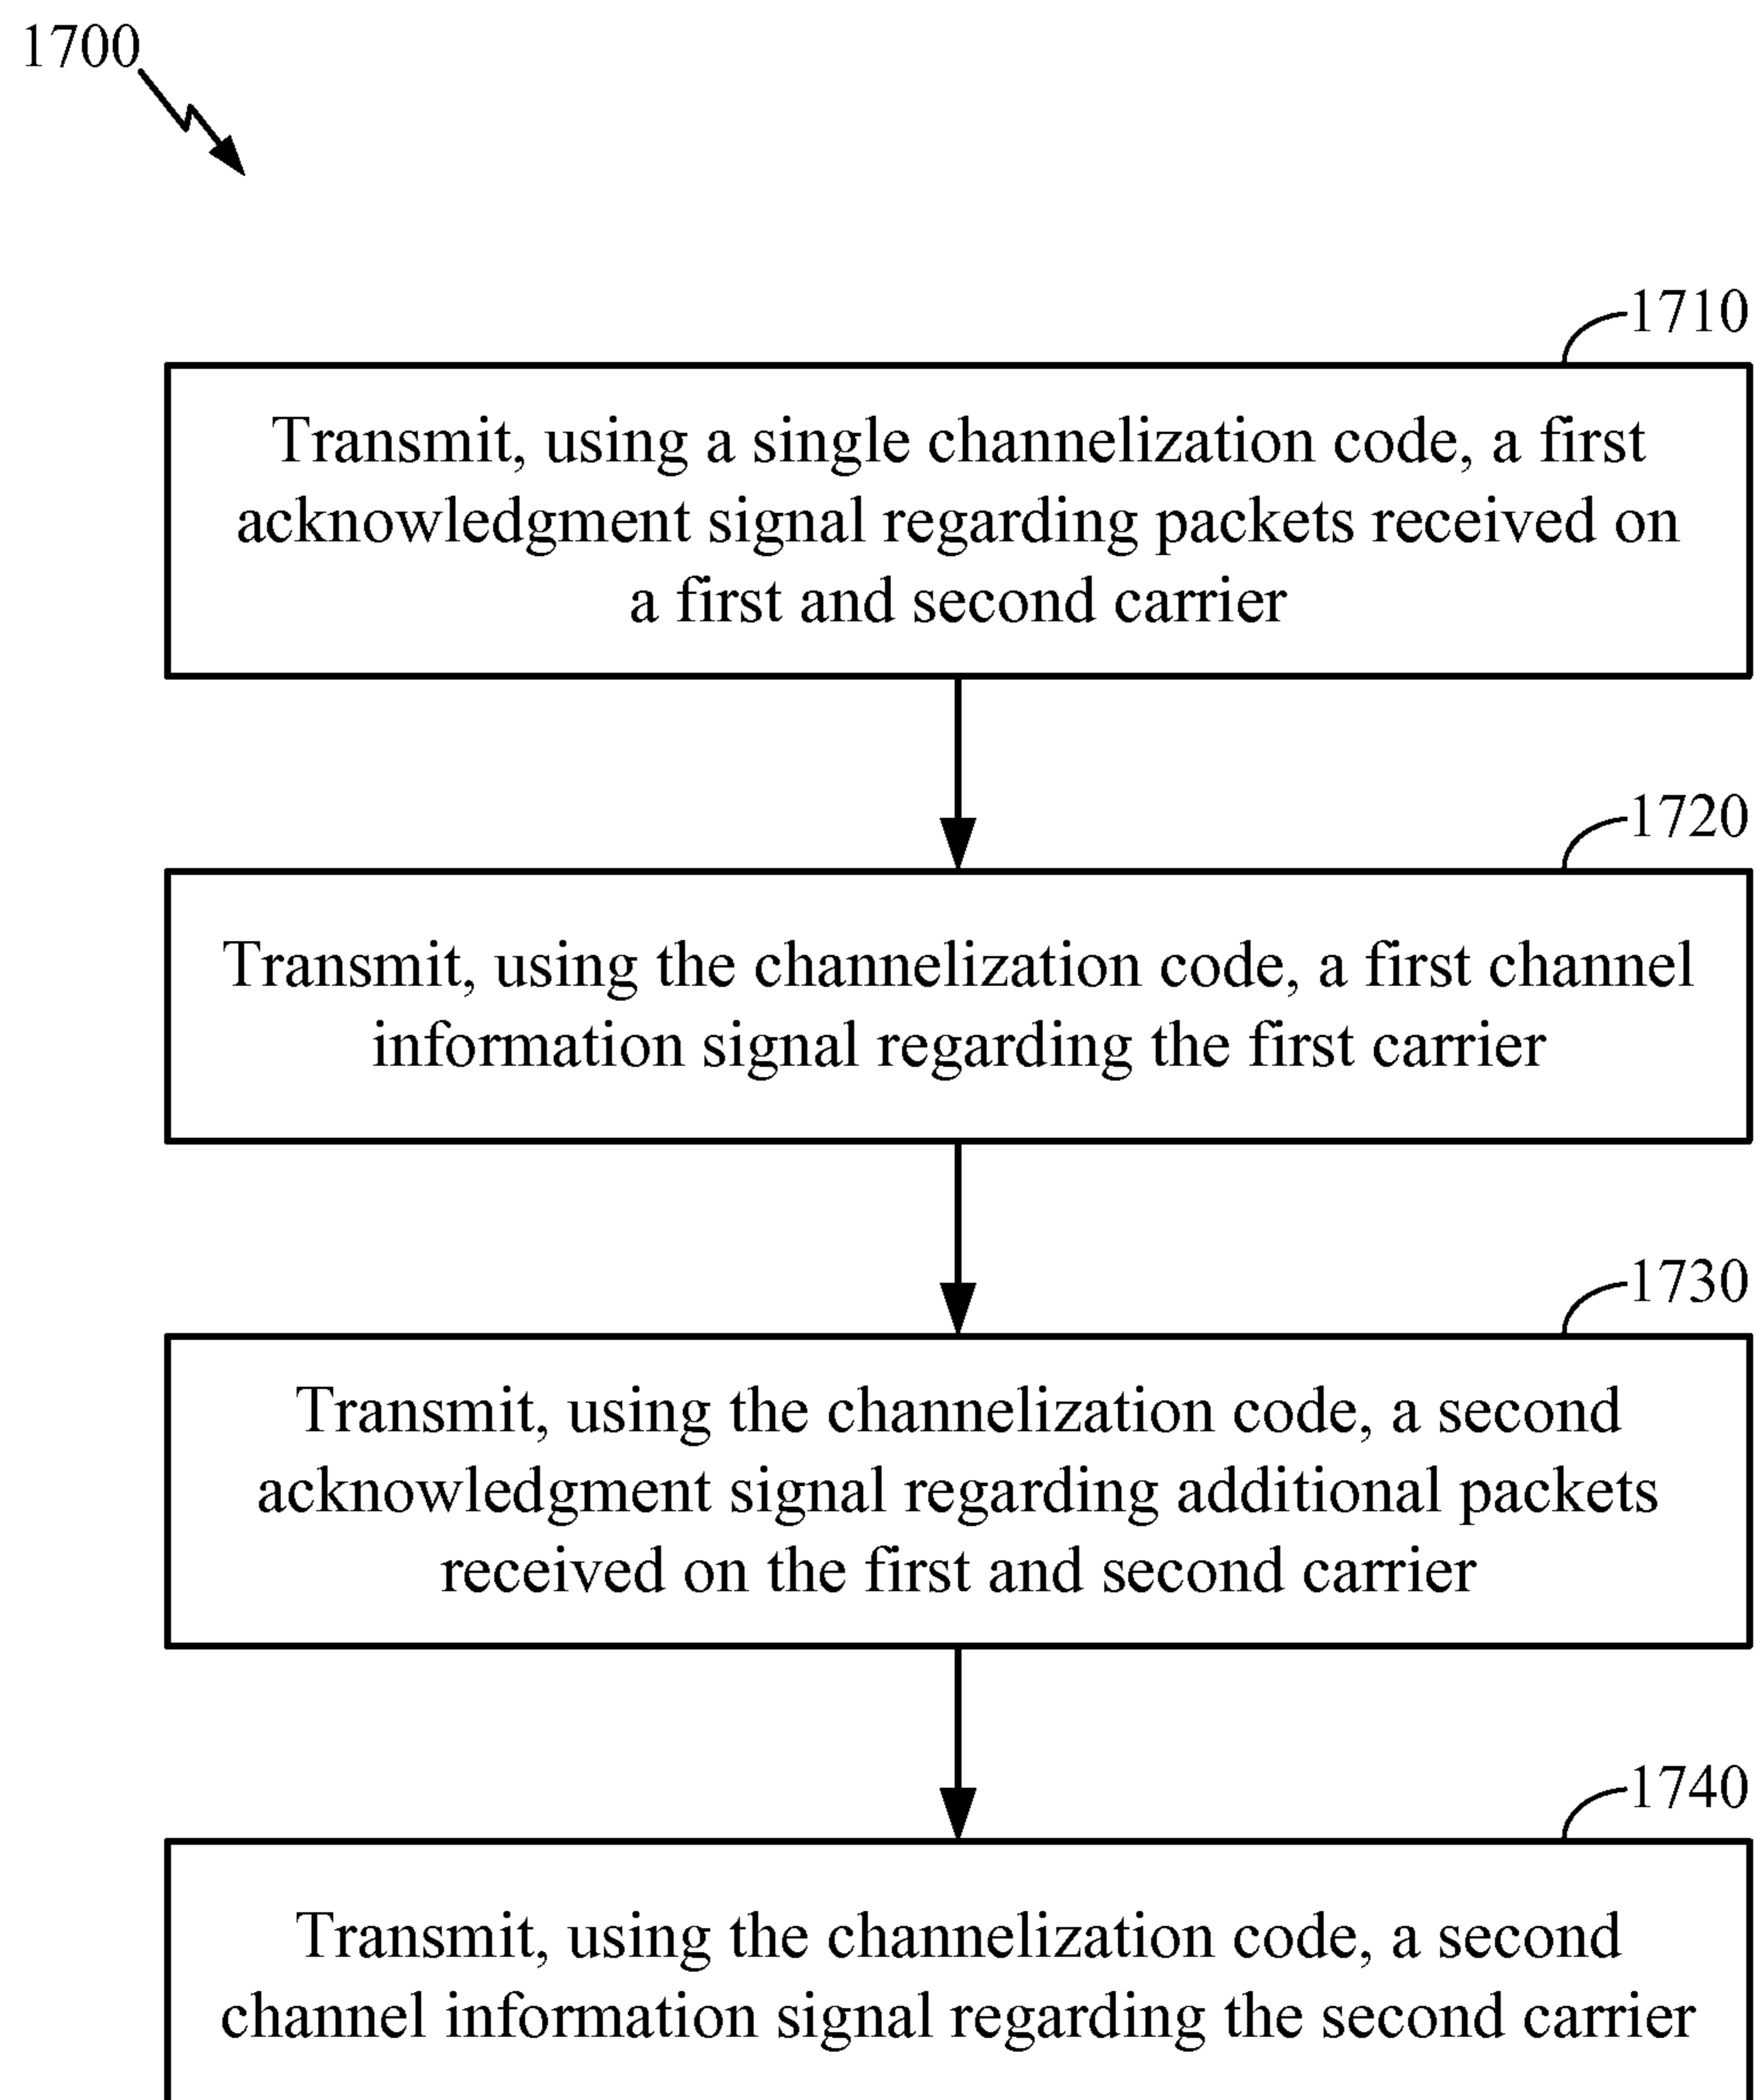 1700
1710
Transmit, using a single channelization code, a first
acknowledgment signal regarding packets received on
a first and second carrier
1720
Transmit, using the channelization code, a first channel
information signal regarding the first carrier
1730
Transmit, using the channelization code, a second
acknowledgment signal regarding additional packets
received on the first and second carrier
1740
Transmit, using the channelization code, a second
channel information signal regarding the second carrier